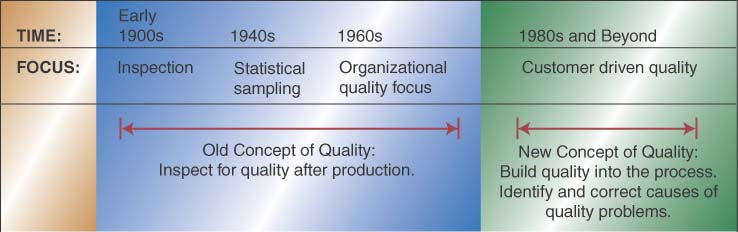 TIME: Early 1900s 1940s 1960s 1980s and Beyond
FOCUS: Inspection Statistical sampling Organizational quality focus Customer driven quality
Old Concept of Quality:
Inspect for quality after production.
New Concept of Quality:
Build quality into the process.
Identify and correct causes of
quality problems.